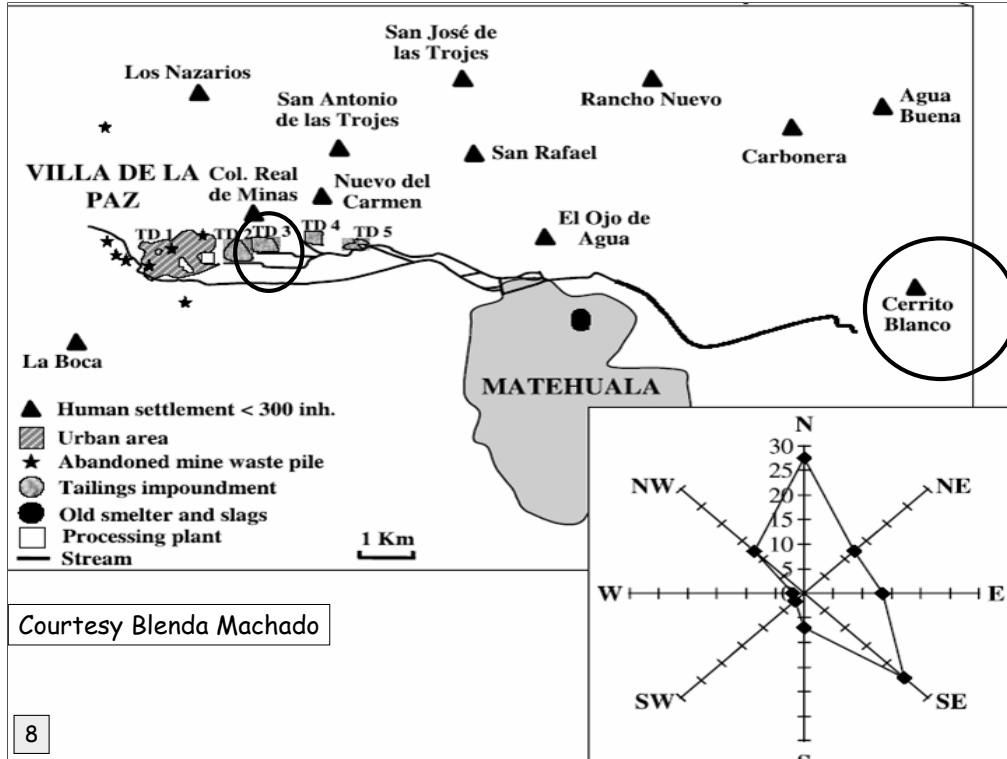 San José de
las Trojes
Los Nazarios
San Antonio
de las Trojes
Rancho Nuevo
Agua
Buena
Carbonera
San Rafael
VILLA DE LA
PAZ
Col. Real
de Minas
Nuevo del
Carmen
El Ojo de
Agua
TD 1
TD 2
TD 3
TD 4
TD 5
Cerrito
Blanco
La Boca
MATEHUALA
Human settlement < 300 inh.
Urban area
Abandoned mine waste pile
Tailings impoundment
Old smelter and slags
Processing plant
Stream
1 Km
N
30
25
20
15
10
5
NW
NE
W
E
SW
SE
Courtesy Blenda Machado
8